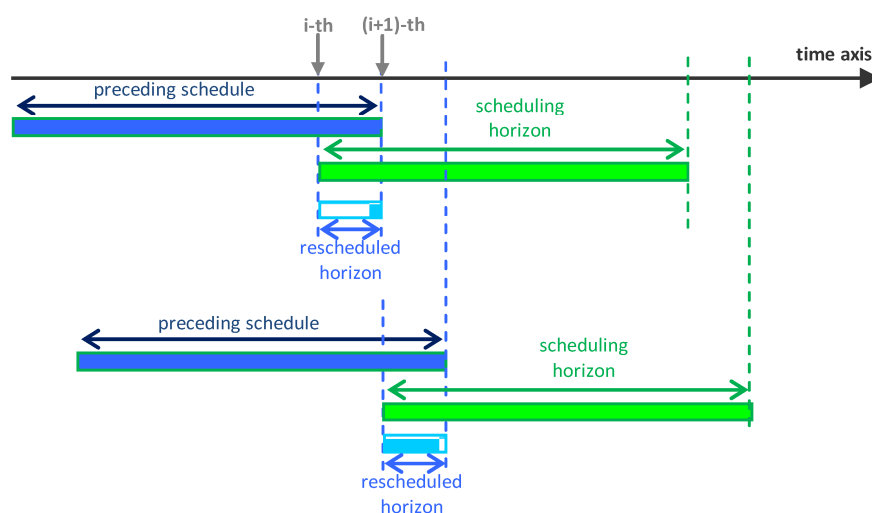 i-th (i+1)-th
time axis
preceding schedule
scheduling
horizon
rescheduled
horizon
preceding schedule
scheduling
horizon
rescheduled
horizon